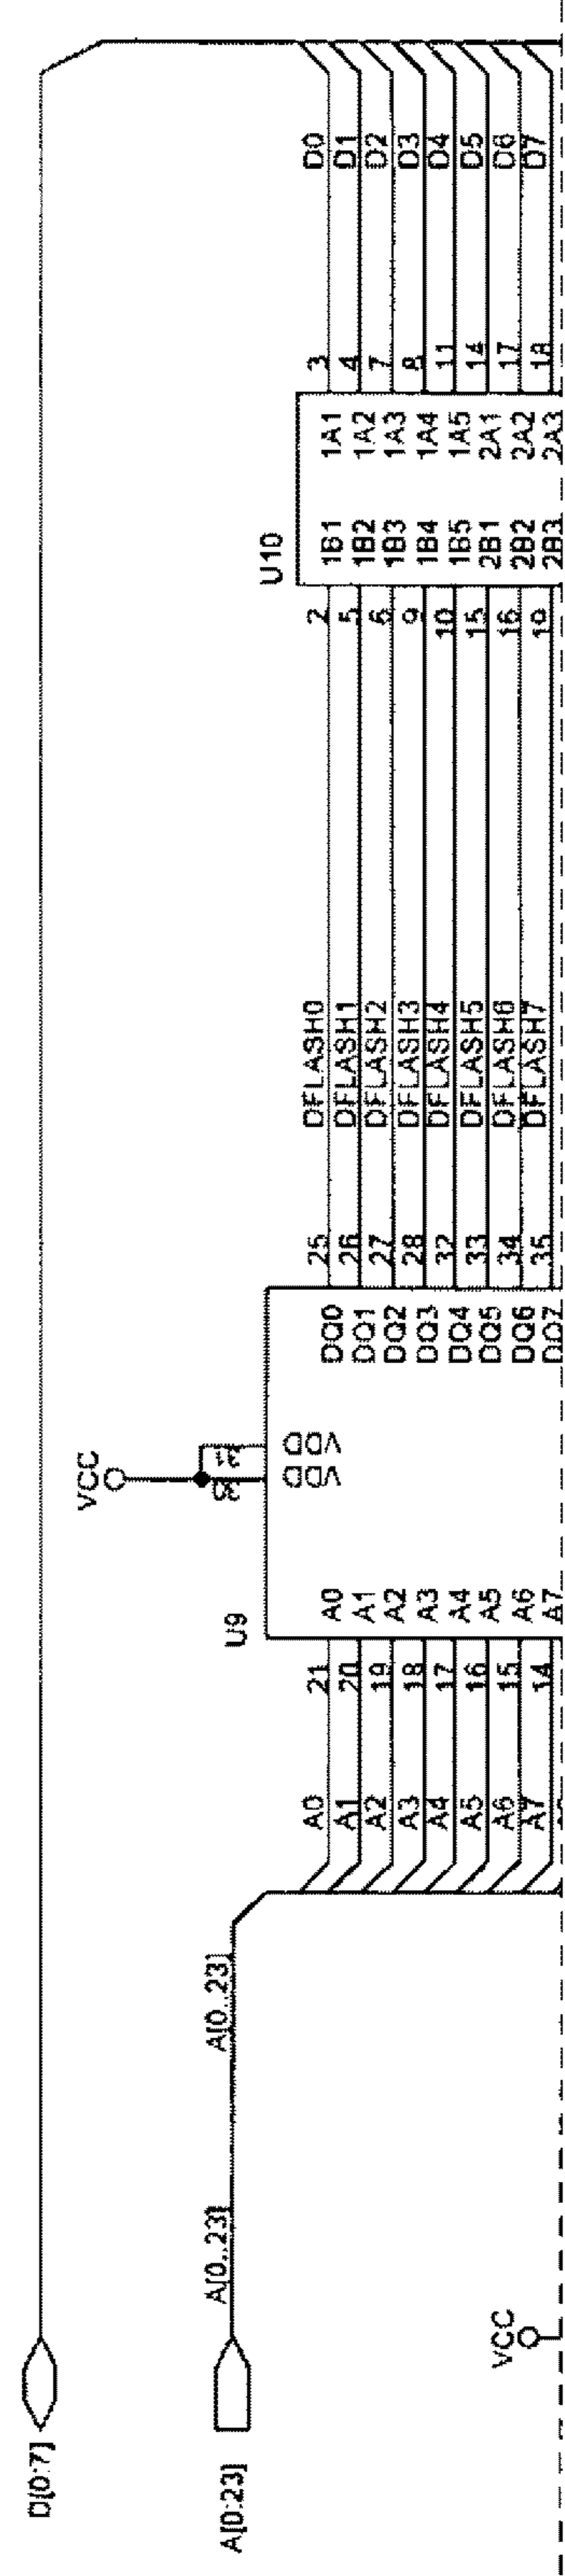 D[0:7]
A[0:23]
A[0..23]
A[0..23]
VCC
U9
VCC
VDD
VDD
31
A0 21 A0
A1 20 A1
A2 19 A2
A3 18 A3
A4 17 A4
A5 16 A5
A6 15 A6
A7 14 A7
DQ0 25 DFLASH0
DQ1 26 DFLASH1
DQ2 27 DFLASH2
DQ3 28 DFLASH3
DQ4 32 DFLASH4
DQ5 33 DFLASH5
DQ6 34 DFLASH6
DQ7 35 DFLASH7
U10
2 1B1 1A1 3 D0
5 1B2 1A2 4 D1
6 1B3 1A3 7 D2
9 1B4 1A4 8 D3
10 1B5 1A5 11 D4
15 2B1 2A1 14 D5
16 2B2 2A2 17 D6
19 2B3 2A3 18 D7